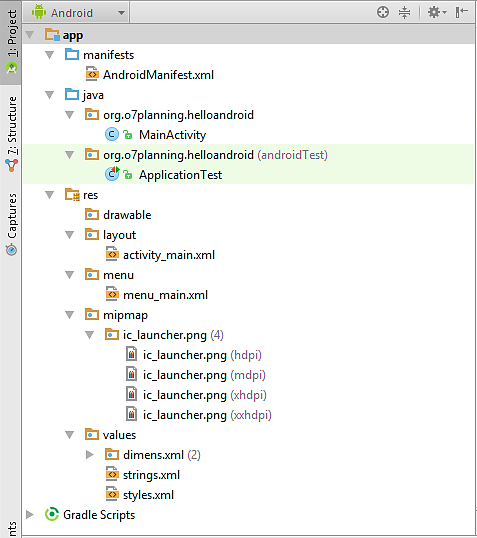 Android
1: Project
7: Structure
Captures
nts
app
manifests
AndroidManifest.xml
java
org.o7planning.helloandroid
MainActivity
org.o7planning.helloandroid (androidTest)
ApplicationTest
res
drawable
layout
activity_main.xml
menu
menu_main.xml
mipmap
ic_launcher.png (4)
ic_launcher.png (hdpi)
ic_launcher.png (mdpi)
ic_launcher.png (xhdpi)
ic_launcher.png (xxhdpi)
values
dimens.xml (2)
strings.xml
styles.xml
Gradle Scripts